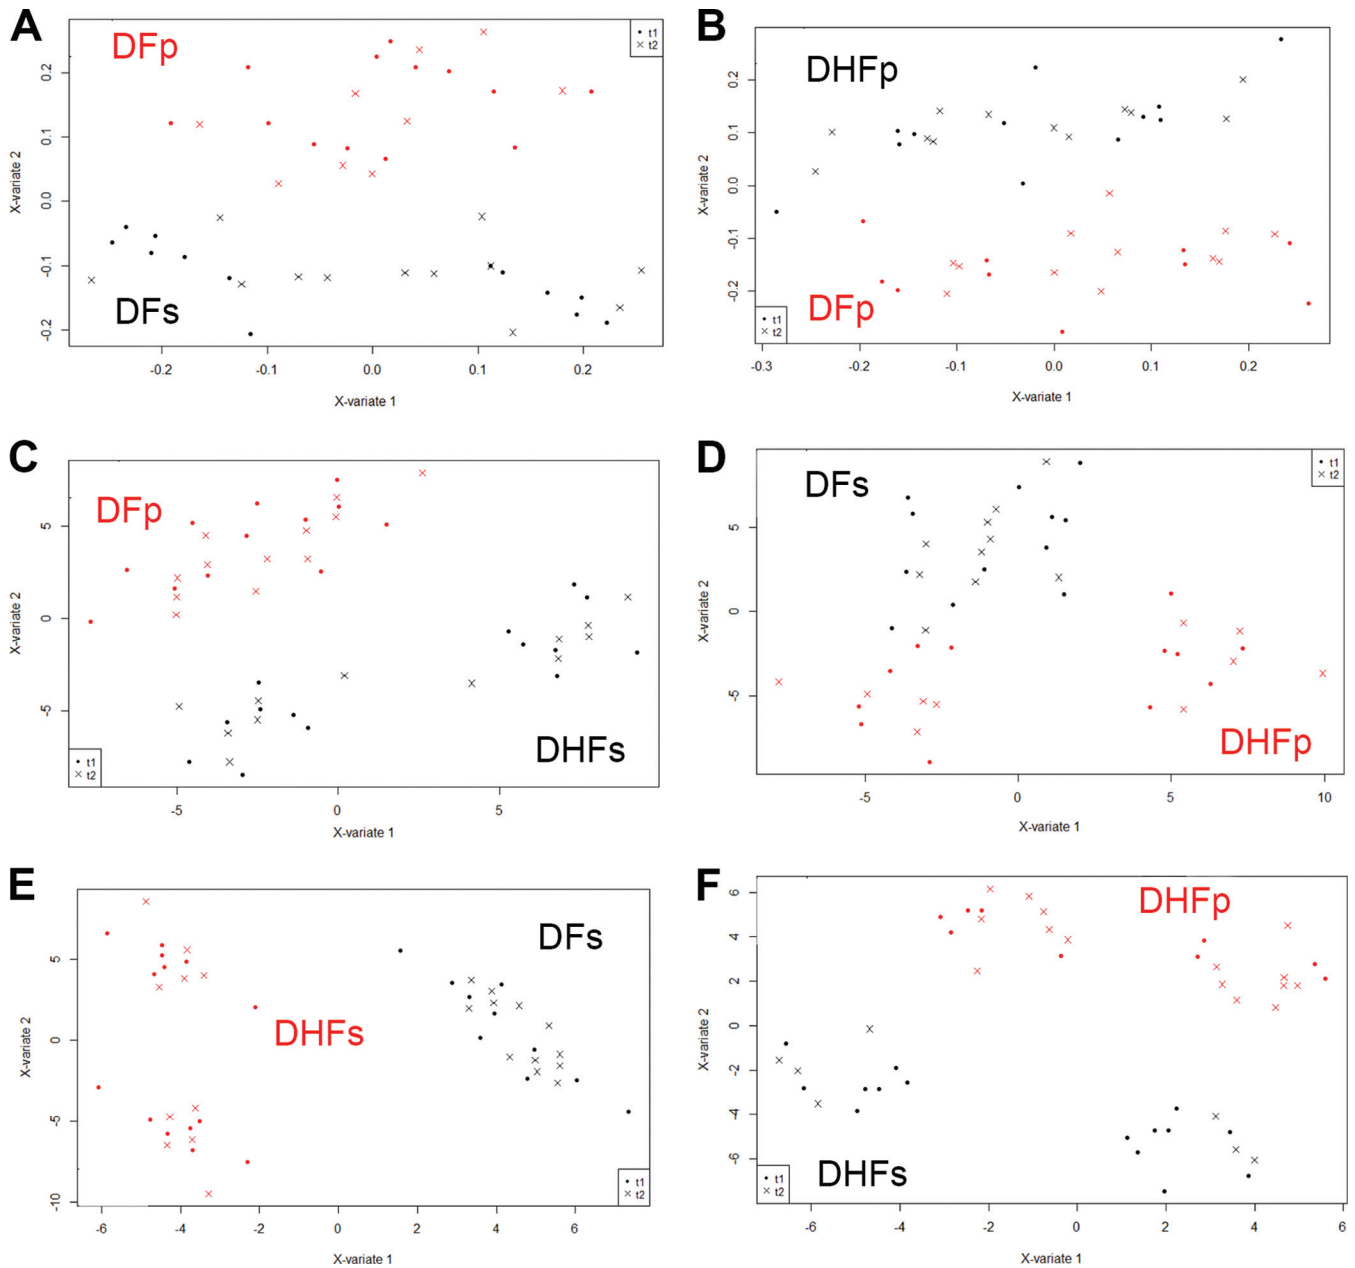 A
DFp
t1
t2
0.2
0.1
0.0
-0.1
-0.2
X-variate 2
DFs
-0.2
-0.1
0.0
0.1
0.2
X-variate 1
B
DHFp
0.2
0.1
0.0
-0.1
-0.2
X-variate 2
DFp
t1
t2
-0.3
-0.2
-0.1
0.0
0.1
0.2
X-variate 1
C
DFp
5
0
-5
X-variate 2
DHFs
t1
t2
-5
0
5
X-variate 1
D
DFs
t1
t2
5
0
-5
X-variate 2
DHFp
-5
0
5
10
X-variate 1
E
DFs
5
0
-5
-10
X-variate 2
DHFs
t1
t2
-6
-4
-2
0
2
4
6
X-variate 1
F
DHFp
6
4
2
0
-2
-4
-6
X-variate 2
DHFs
t1
t2
-6
-4
-2
0
2
4
6
X-variate 1